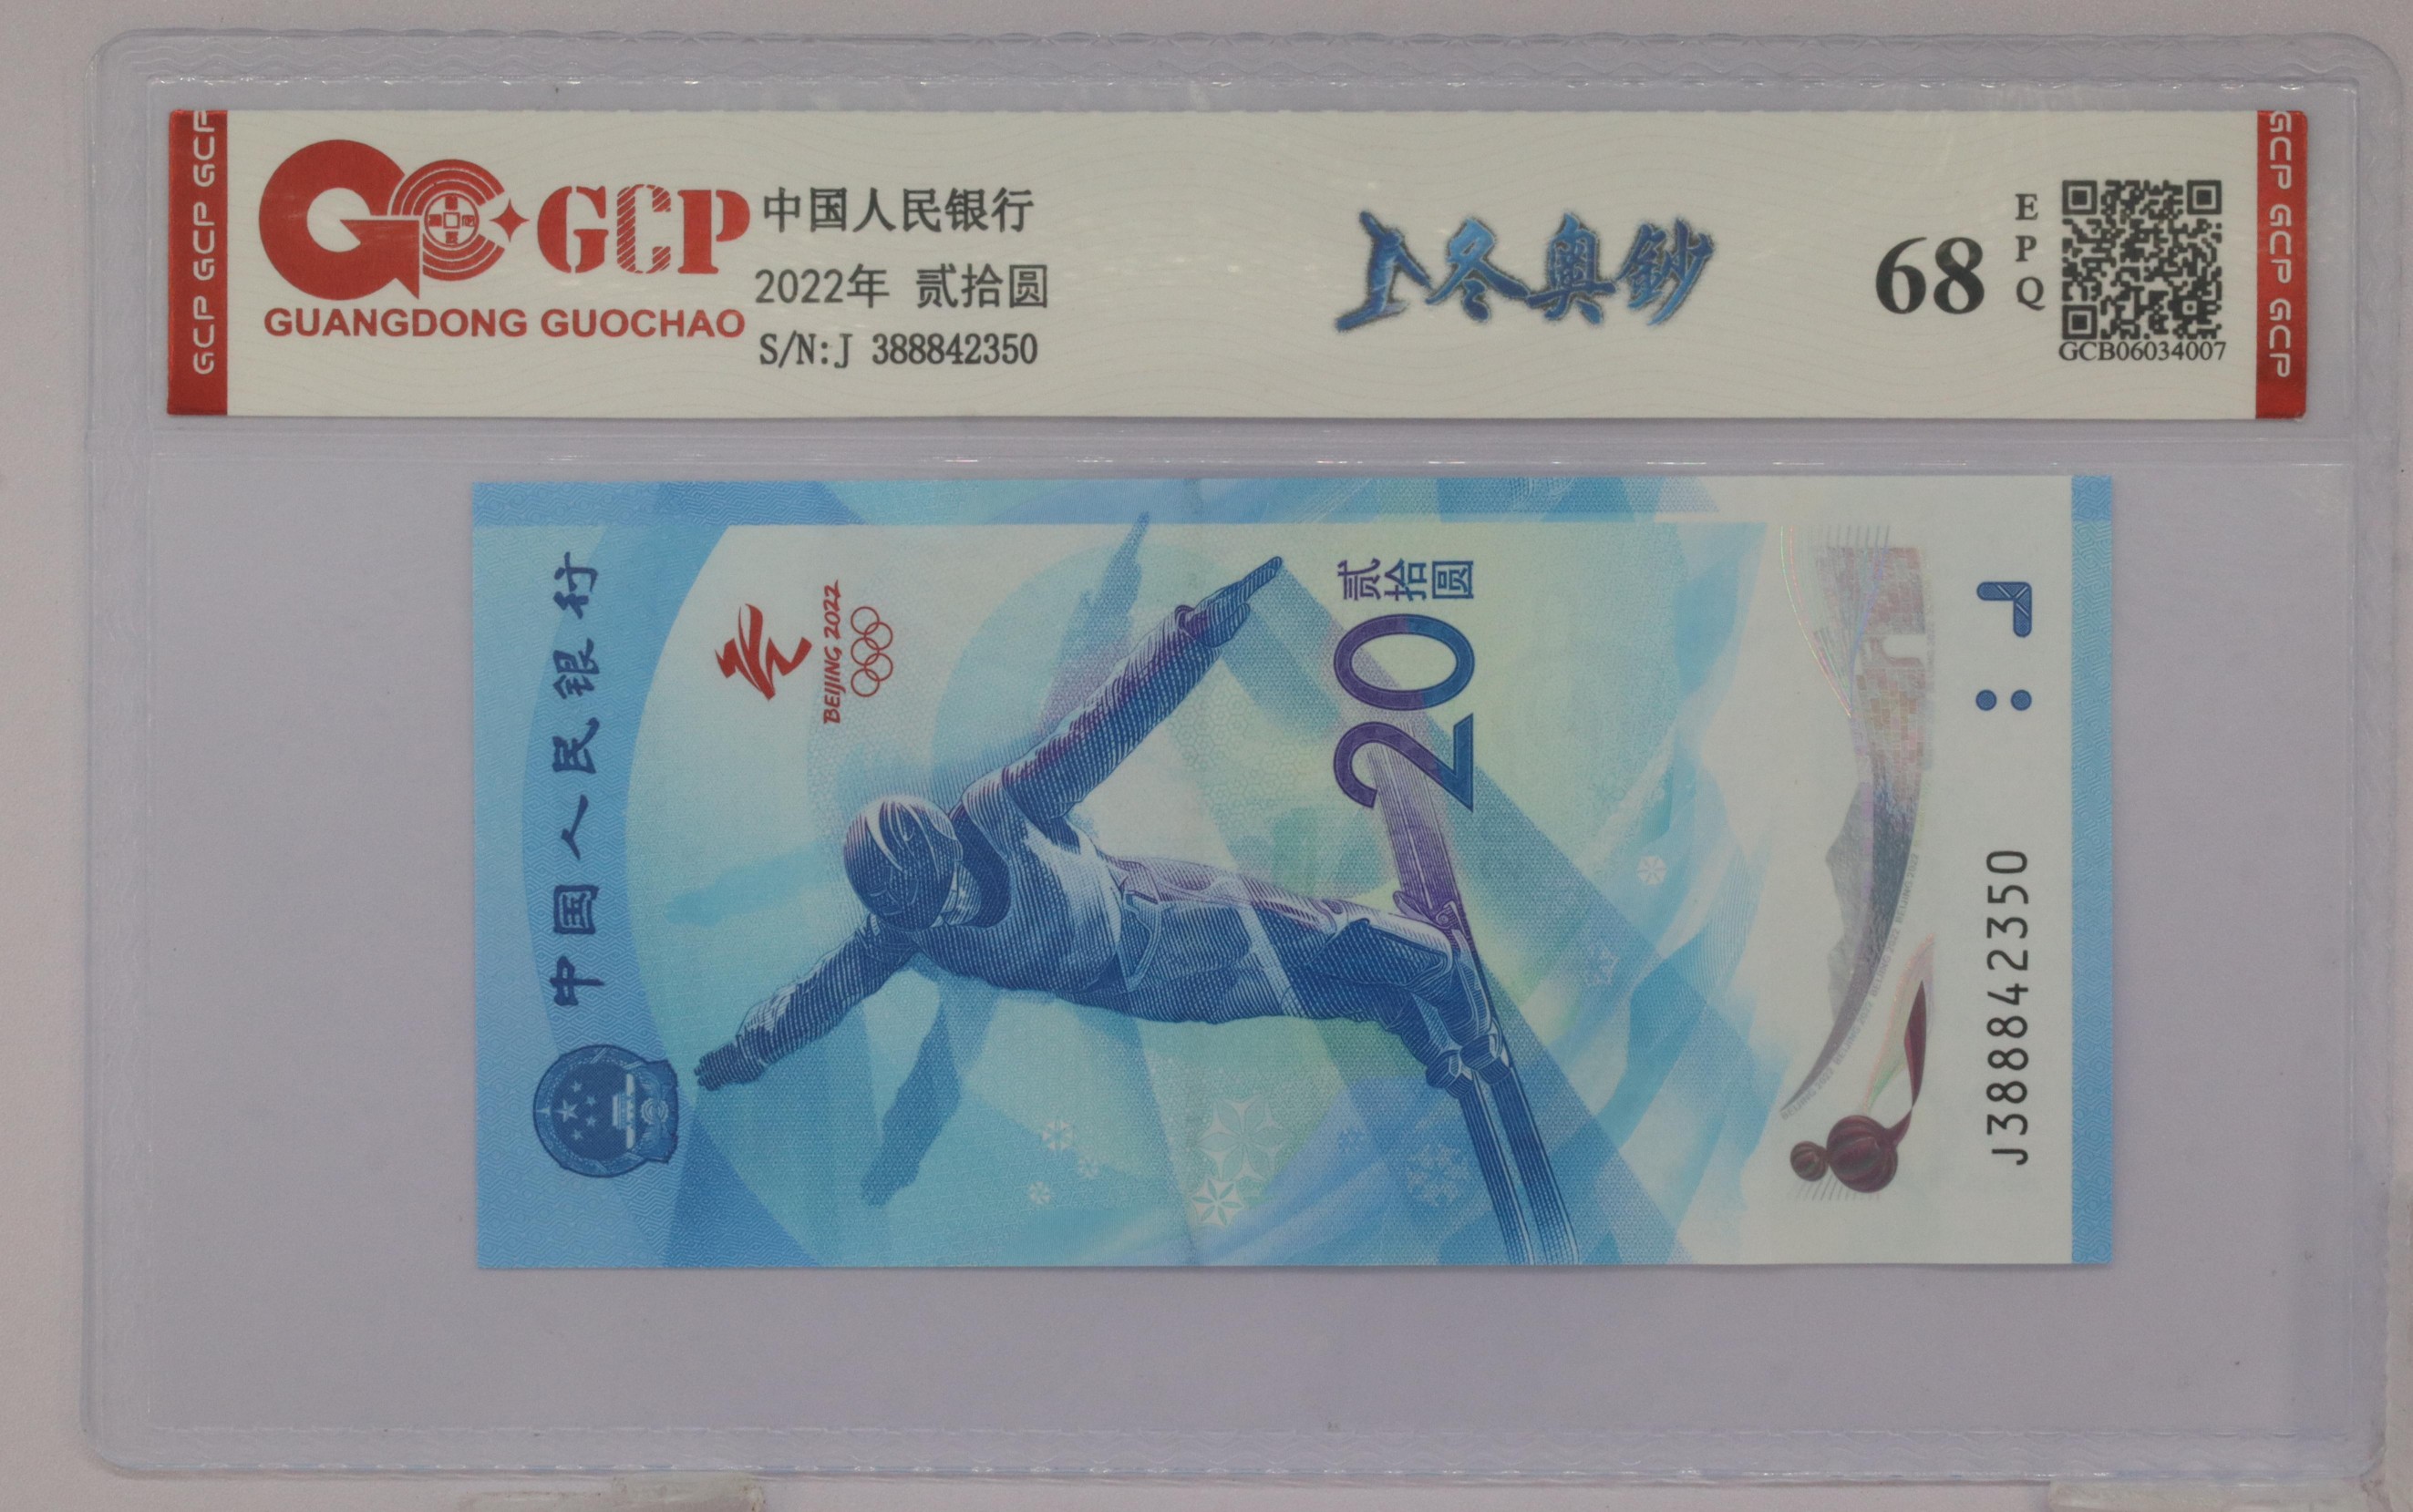 GCP GCP GCP
GCP
GUANGDONG GUOCHAO
中国人民银行
2022年 贰拾圆
S/N:J 388842350
冬奥鈔
68
EPQ
GCB06034007
GCP GCP GCP
中国人民银行
BEIJING 2022
贰拾圆
20
J388842350